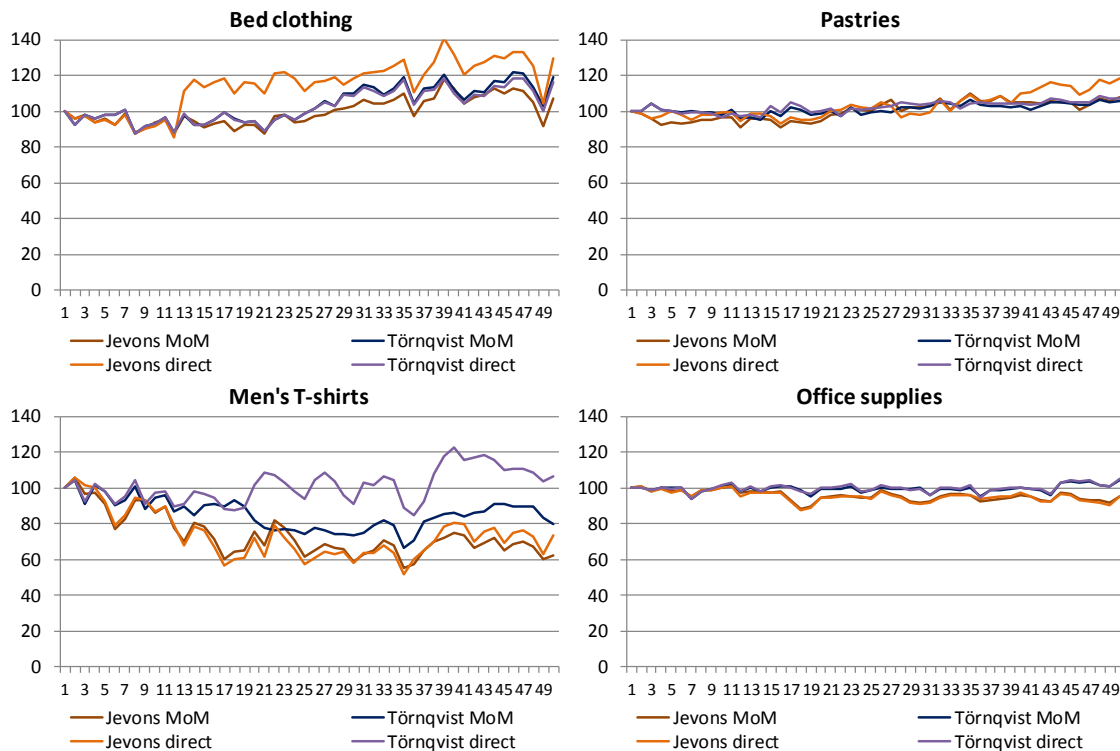 Bed clothing
140
120
100
80
60
40
20
0
1 3 5 7 9 11 13 15 17 19 21 23 25 27 29 31 33 35 37 39 41 43 45 47 49
Jevons MoM Törnqvist MoM
Jevons direct Törnqvist direct
Pastries
140
120
100
80
60
40
20
0
1 3 5 7 9 11 13 15 17 19 21 23 25 27 29 31 33 35 37 39 41 43 45 47 49
Jevons MoM Törnqvist MoM
Jevons direct Törnqvist direct
Men's T-shirts
140
120
100
80
60
40
20
0
1 3 5 7 9 11 13 15 17 19 21 23 25 27 29 31 33 35 37 39 41 43 45 47 49
Jevons MoM Törnqvist MoM
Jevons direct Törnqvist direct
Office supplies
140
120
100
80
60
40
20
0
1 3 5 7 9 11 13 15 17 19 21 23 25 27 29 31 33 35 37 39 41 43 45 47 49
Jevons MoM Törnqvist MoM
Jevons direct Törnqvist direct